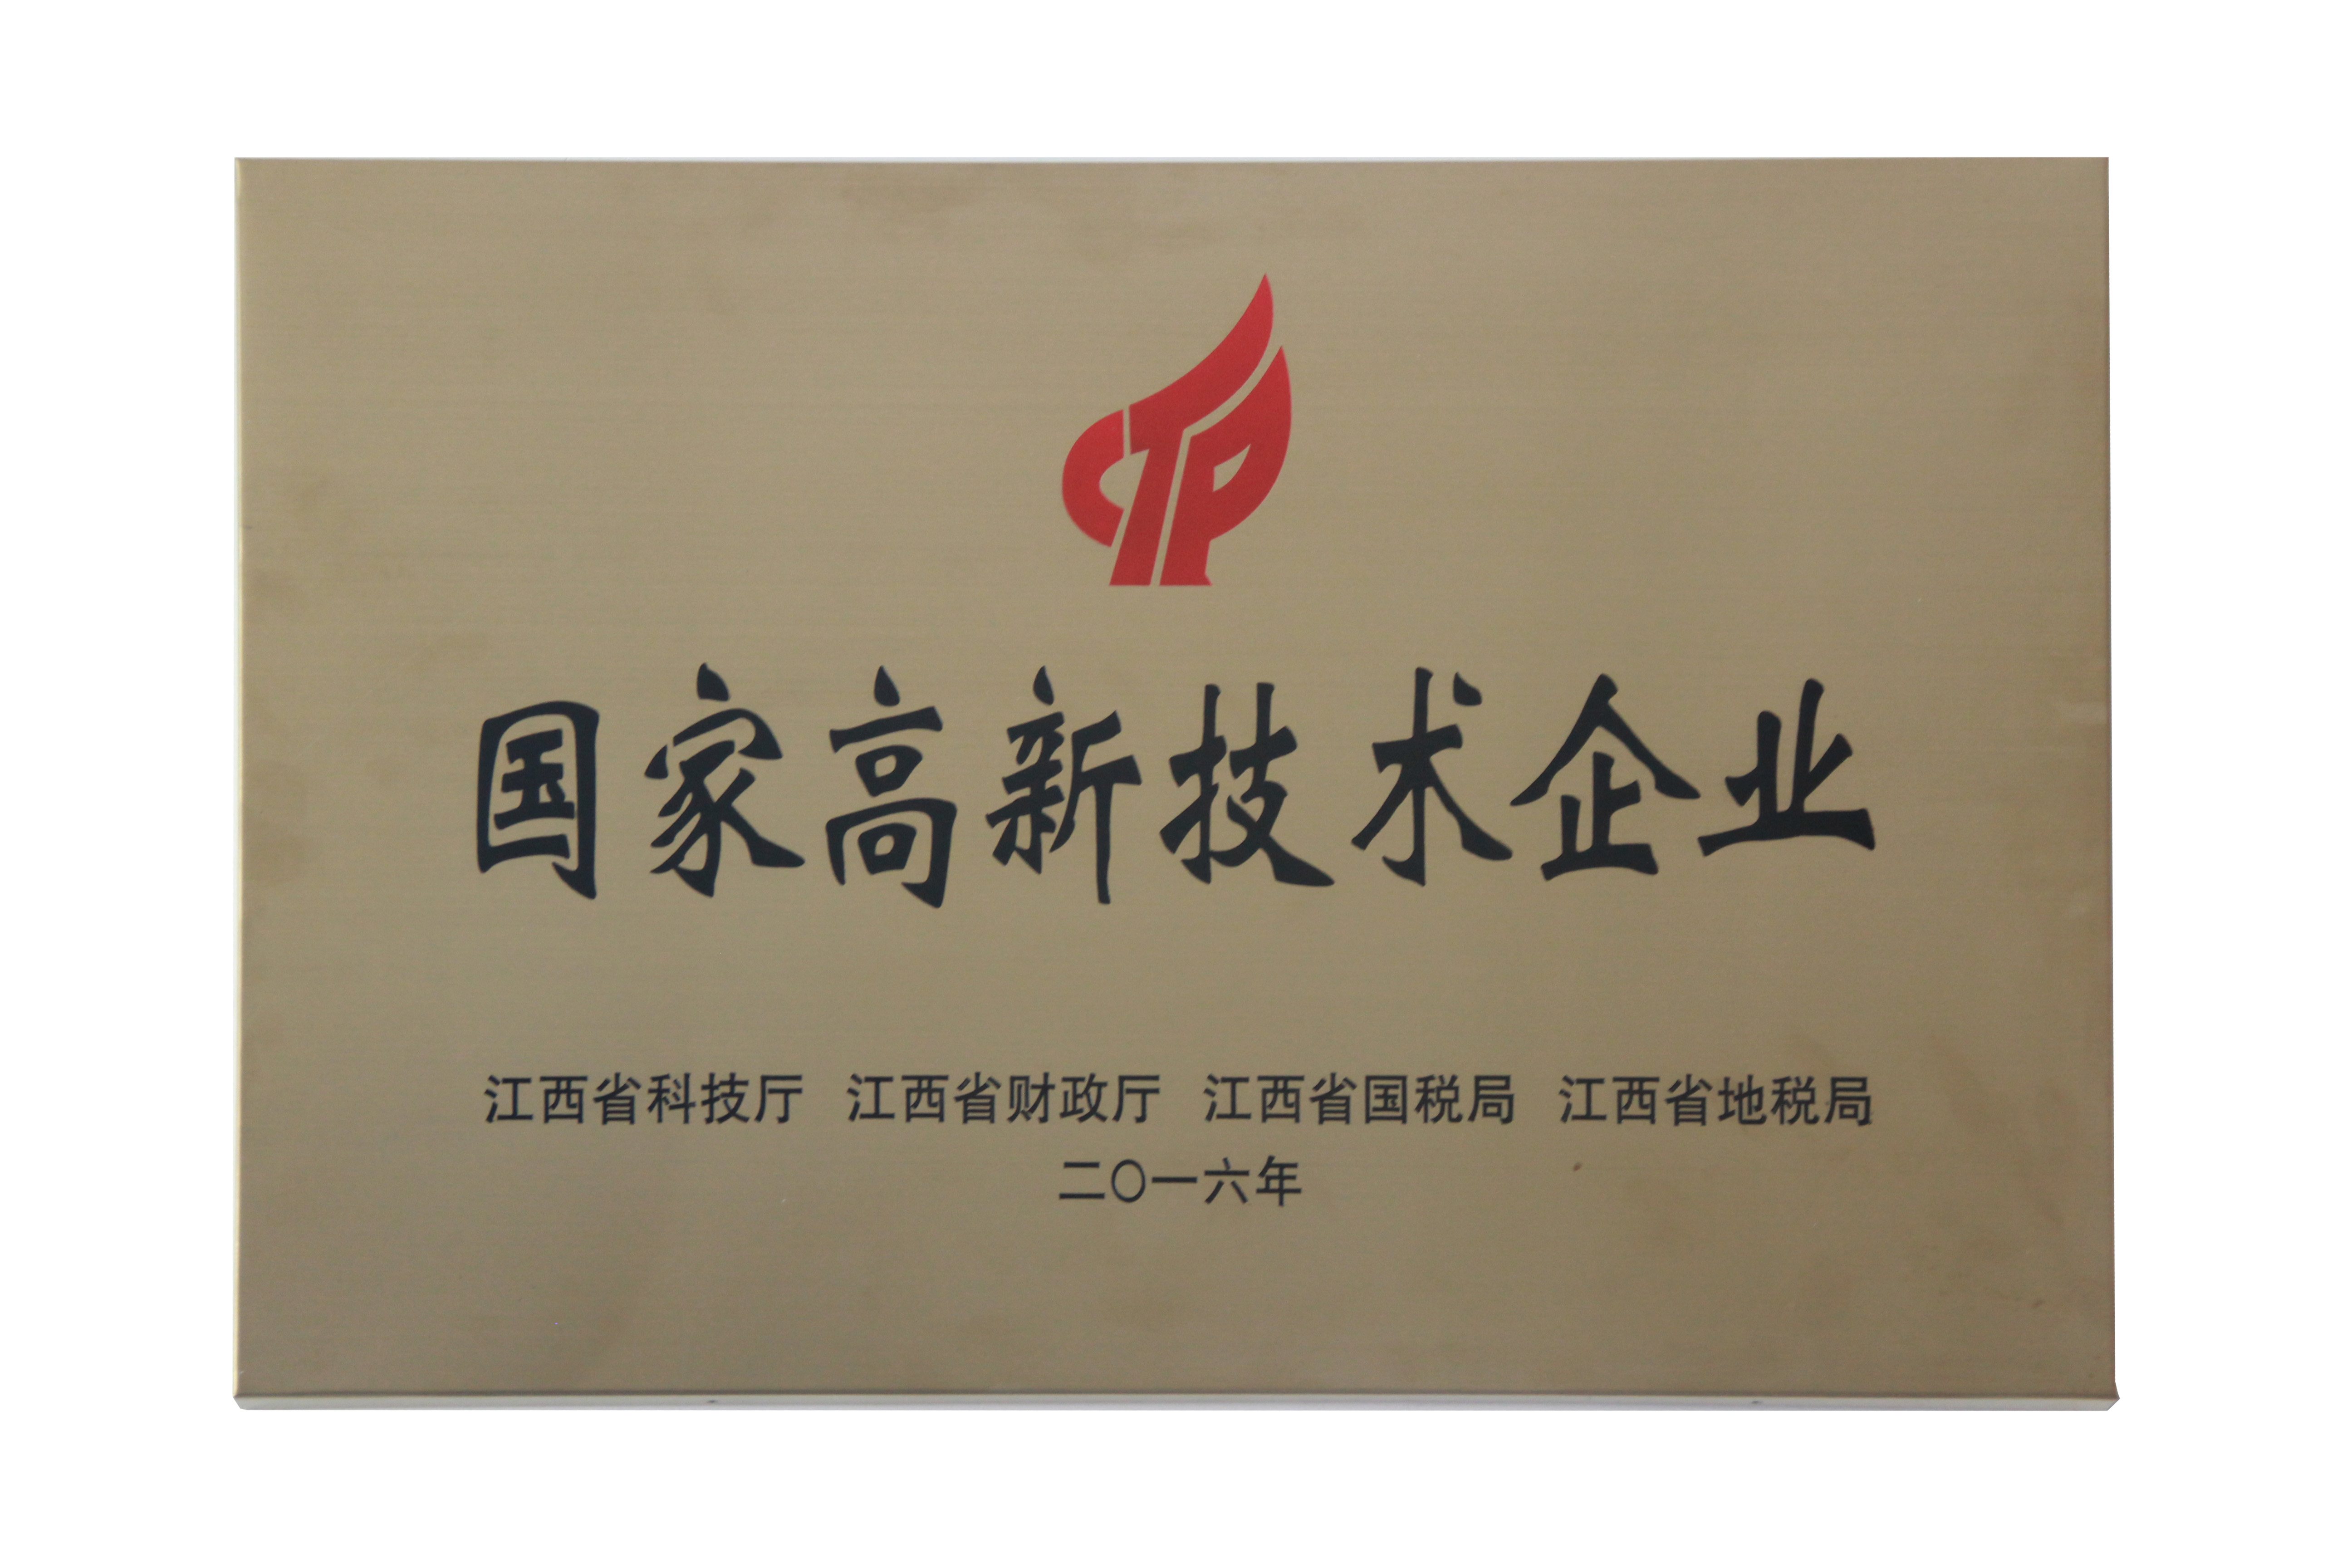 CTP
国家高新技术企业
江西省科技厅 江西省财政厅 江西省国税局 江西省地税局
二〇一六年